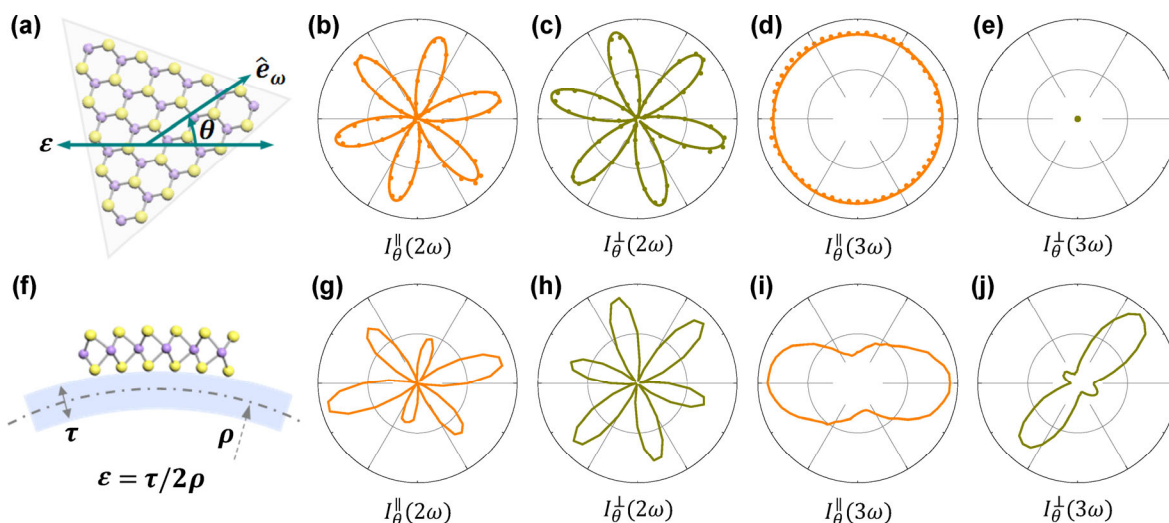 (a)
ê_ω
θ
ε
(b)
I_θ^∥(2ω)
(c)
I_θ^⊥(2ω)
(d)
I_θ^∥(3ω)
(e)
I_θ^⊥(3ω)
(f)
τ
ρ
ε = τ/2ρ
(g)
I_θ^∥(2ω)
(h)
I_θ^⊥(2ω)
(i)
I_θ^∥(3ω)
(j)
I_θ^⊥(3ω)